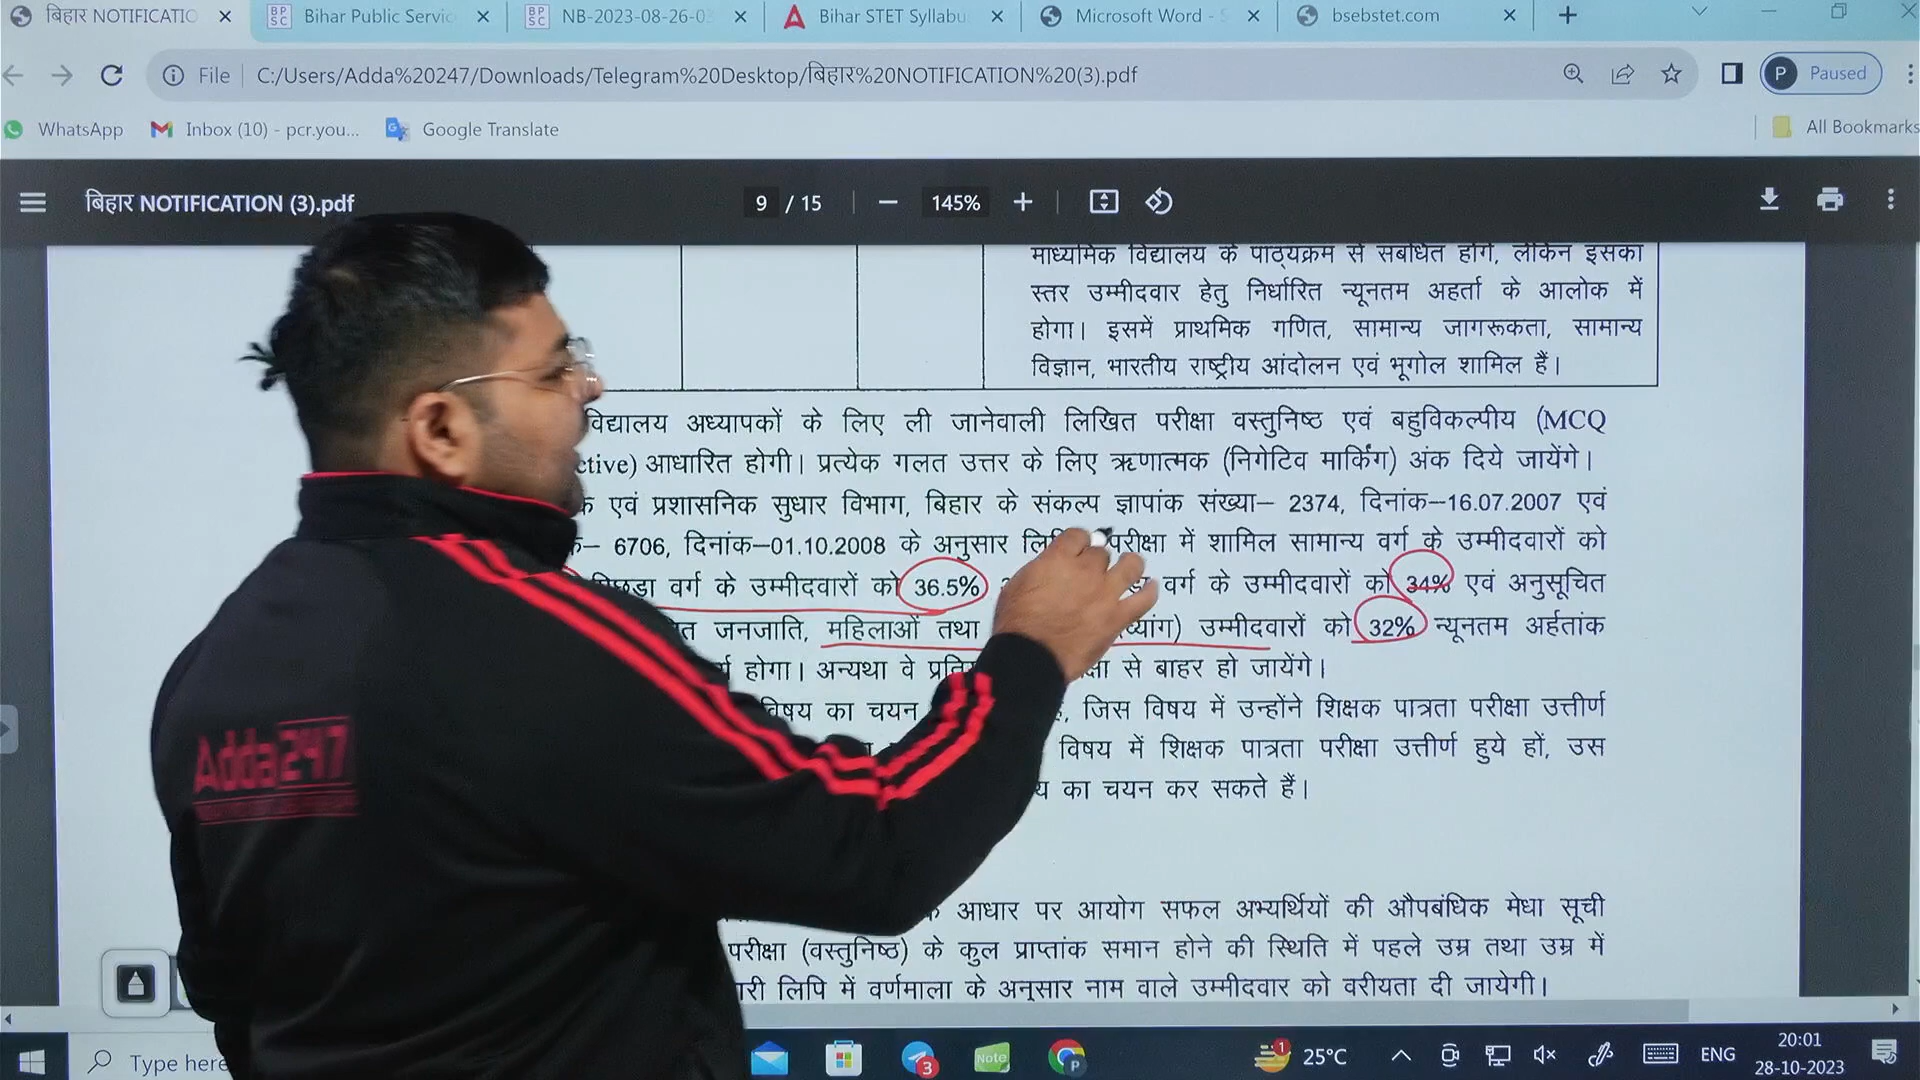 बिहार NOTIFICATIO
Bihar Public Servic
NB-2023-08-26-0
Bihar STET Syllabu
Microsoft Word -
bsebstet.com
File
C:/Users/Adda%20247/Downloads/Telegram%20Desktop/बिहार%20NOTIFICATION%20(3).pdf
P Paused
WhatsApp
Inbox (10) - pcr.you...
Google Translate
All Bookmarks
बिहार NOTIFICATION (3).pdf
9 / 15
145%
माध्यमिक विद्यालय के पाठ्यक्रम से संबंधित होंगे, लेकिन इसका
स्तर उम्मीदवार हेतु निर्धारित न्यूनतम अहर्ता के आलोक में
होगा। इसमें प्राथमिक गणित, सामान्य जागरूकता, सामान्य
विज्ञान, भारतीय राष्ट्रीय आंदोलन एवं भूगोल शामिल हैं।
विद्यालय अध्यापकों के लिए ली जानेवाली लिखित परीक्षा वस्तुनिष्ठ एवं बहुविकल्पीय (MCQ
ctive) आधारित होगी। प्रत्येक गलत उत्तर के लिए ऋणात्मक (निगेटिव मार्किंग) अंक दिये जायेंगे।
एवं प्रशासनिक सुधार विभाग, बिहार के संकल्प ज्ञापांक संख्या– 2374, दिनांक–16.07.2007 एवं
– 6706, दिनांक–01.10.2008 के अनुसार परीक्षा में शामिल सामान्य वर्ग के उम्मीदवारों को
वर्ग के उम्मीदवारों को 36.5% वर्ग के उम्मीदवारों को 34% एवं अनुसूचित
जनजाति, महिलाओं तथा उम्मीदवारों को 32% न्यूनतम अर्हतांक
होगा। अन्यथा वे से बाहर हो जायेंगे।
विषय का चयन जिस विषय में उन्होंने शिक्षक पात्रता परीक्षा उत्तीर्ण
विषय में शिक्षक पात्रता परीक्षा उत्तीर्ण हुये हों, उस
का चयन कर सकते हैं।
आधार पर आयोग सफल अभ्यर्थियों की औपबंधिक मेधा सूची
परीक्षा (वस्तुनिष्ठ) के कुल प्राप्तांक समान होने की स्थिति में पहले उम्र तथा उम्र में
लिपि में वर्णमाला के अनुसार नाम वाले उम्मीदवार को वरीयता दी जायेगी।
Adda247
Type here
3
Note
P
1
25°C
ENG
20:01
28-10-2023